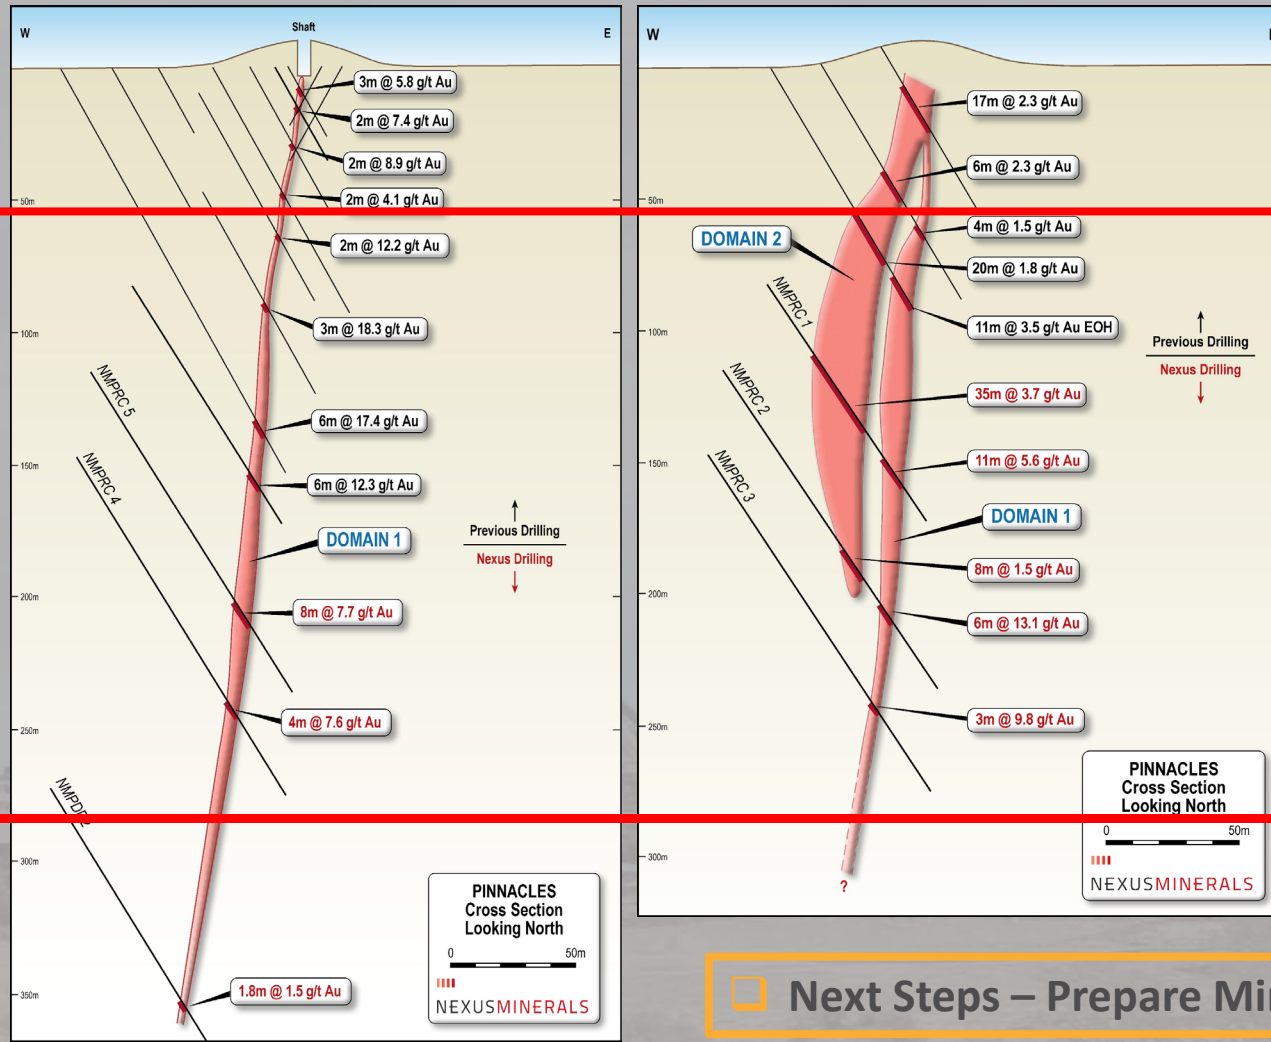 W
Shaft
E
3m @ 5.8 g/t Au
2m @ 7.4 g/t Au
2m @ 8.9 g/t Au
2m @ 4.1 g/t Au
2m @ 12.2 g/t Au
3m @ 18.3 g/t Au
6m @ 17.4 g/t Au
6m @ 12.3 g/t Au
DOMAIN 1
8m @ 7.7 g/t Au
4m @ 7.6 g/t Au
1.8m @ 1.5 g/t Au
50m
100m
150m
200m
250m
300m
350m
NMPRC 5
NMPRC 4
Previous Drilling
Nexus Drilling
PINNACLES
Cross Section
Looking North
0 50m
NEXUSMINERALS
W
17m @ 2.3 g/t Au
6m @ 2.3 g/t Au
4m @ 1.5 g/t Au
20m @ 1.8 g/t Au
11m @ 3.5 g/t Au EOH
35m @ 3.7 g/t Au
11m @ 5.6 g/t Au
DOMAIN 1
8m @ 1.5 g/t Au
6m @ 13.1 g/t Au
3m @ 9.8 g/t Au
DOMAIN 2
NMPRC 1
NMPRC 2
NMPRC 3
50m
100m
150m
200m
250m
300m
?
Previous Drilling
Nexus Drilling
PINNACLES
Cross Section
Looking North
0 50m
NEXUSMINERALS
Next Steps – Prepare